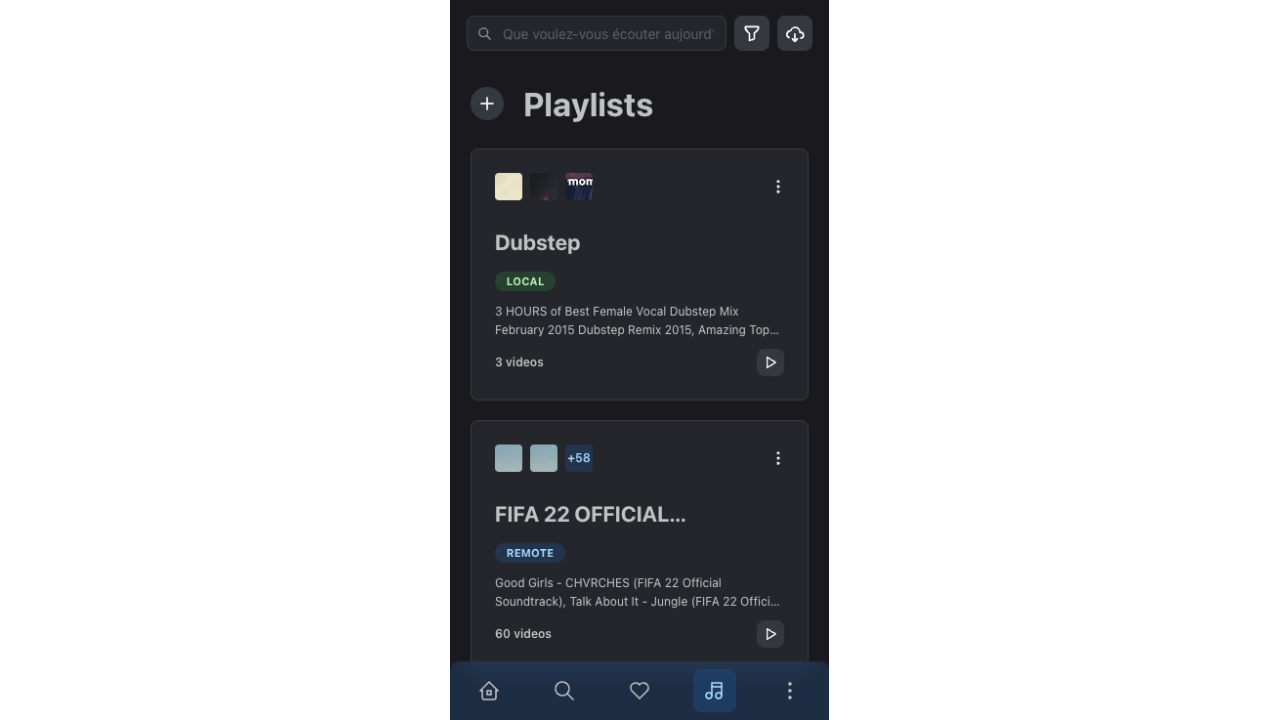 Que voulez-vous écouter aujourd'
Playlists
mom
Dubstep
LOCAL
3 HOURS of Best Female Vocal Dubstep Mix
February 2015 Dubstep Remix 2015, Amazing Top...
3 videos
+58
FIFA 22 OFFICIAL...
REMOTE
Good Girls - CHVRCHES (FIFA 22 Official
Soundtrack), Talk About It - Jungle (FIFA 22 Offici...
60 videos